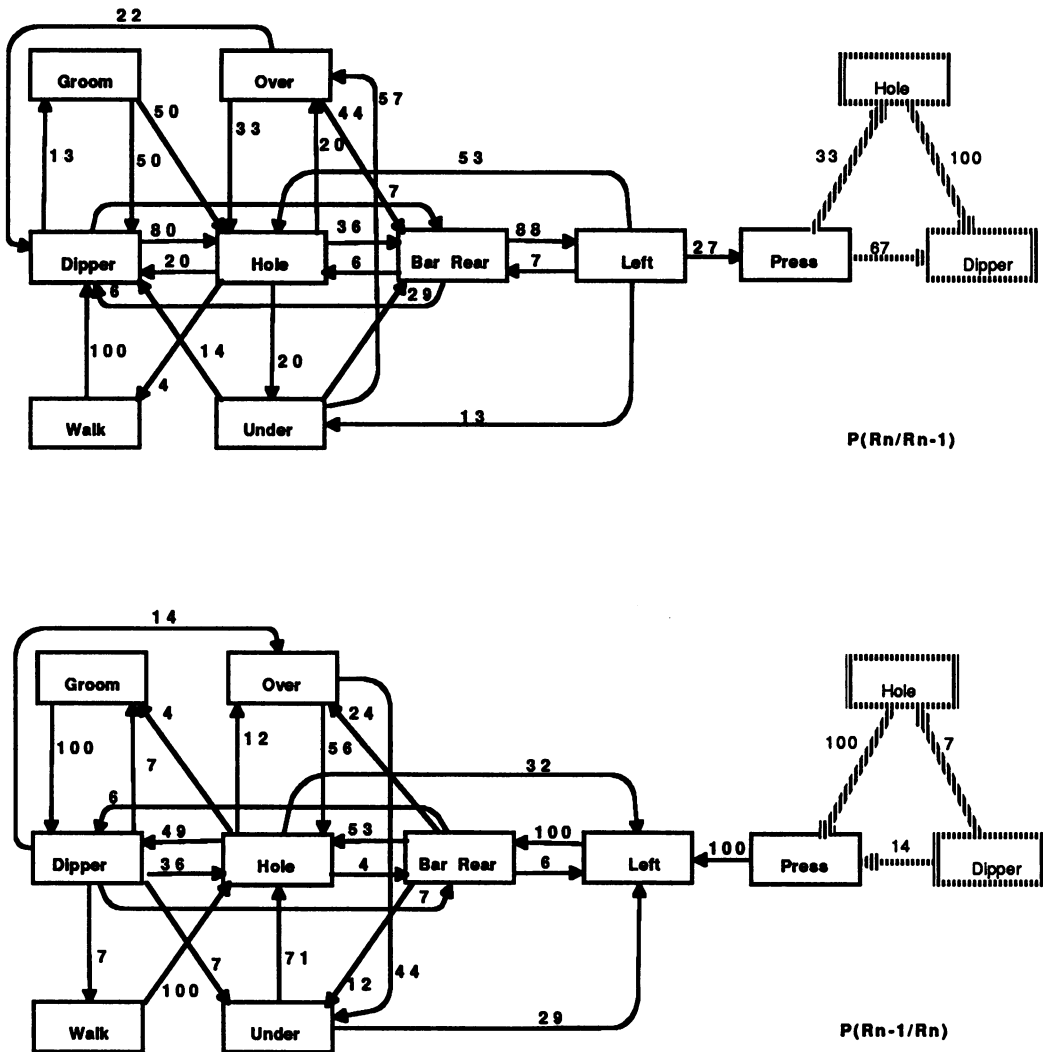 22
Groom
Over
Hole
50
57
33
44
13
50
20
53
33
100
7
80
36
88
Dipper
Hole
Bar Rear
Left
27
Press
67
Dipper
20
6
7
6
29
100
14
20
4
Walk
Under
13
P(Rn/Rn-1)
14
Groom
Over
Hole
4
24
100
12
56
100
7
7
32
6
49
53
100
Dipper
36
Hole
4
Bar Rear
6
Left
100
Press
14
Dipper
7
7
7
71
44
100
12
Walk
Under
29
P(Rn-1/Rn)